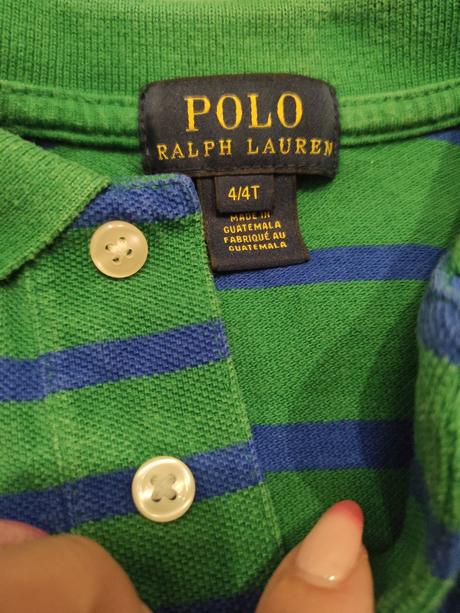 POLO
RALPH LAUREN
4/4T
MADE IN
GUATEMALA
FABRIQUÉ AU
GUATEMALA